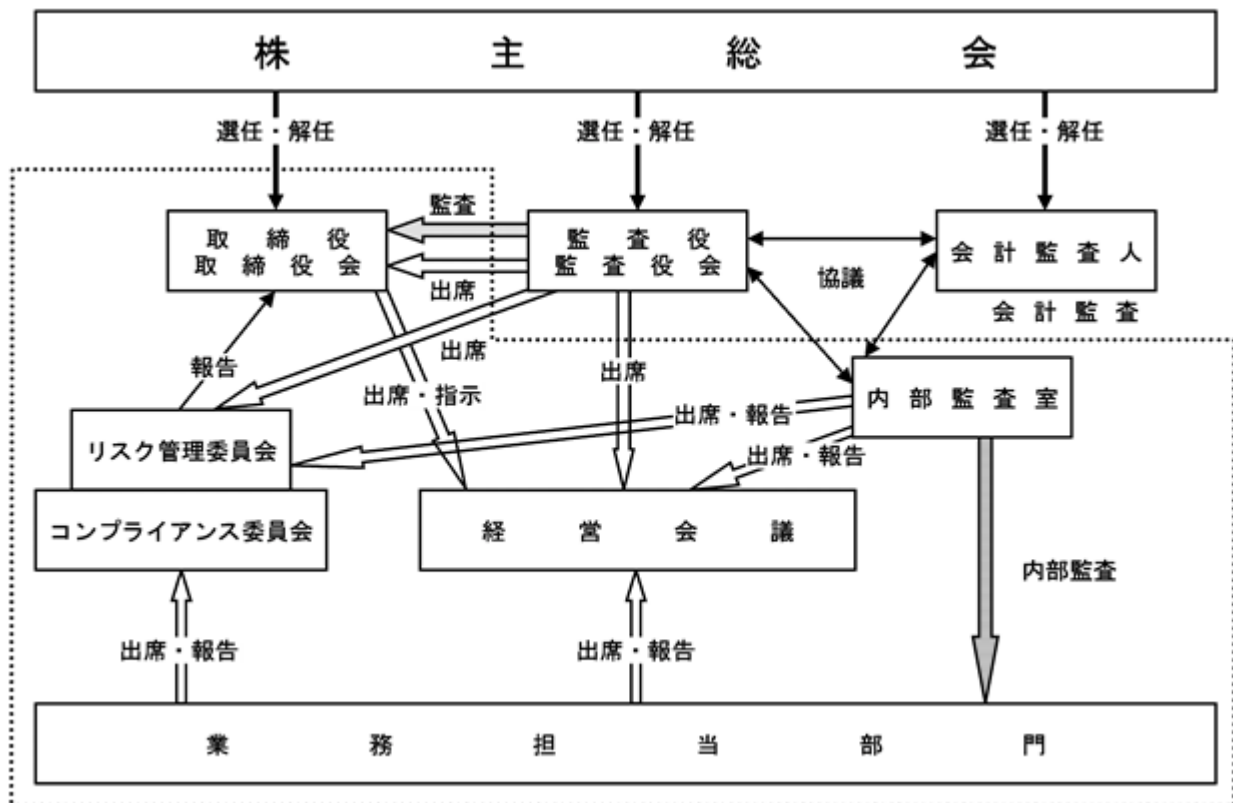 株主総会
選任・解任
選任・解任
選任・解任
監査
取締役
取締役会
監査役
監査役会
会計監査人
出席
協議
会計監査
報告
出席
出席・指示
出席
内部監査室
出席・報告
リスク管理委員会
出席・報告
コンプライアンス委員会
経営会議
内部監査
出席・報告
出席・報告
業務担当部門